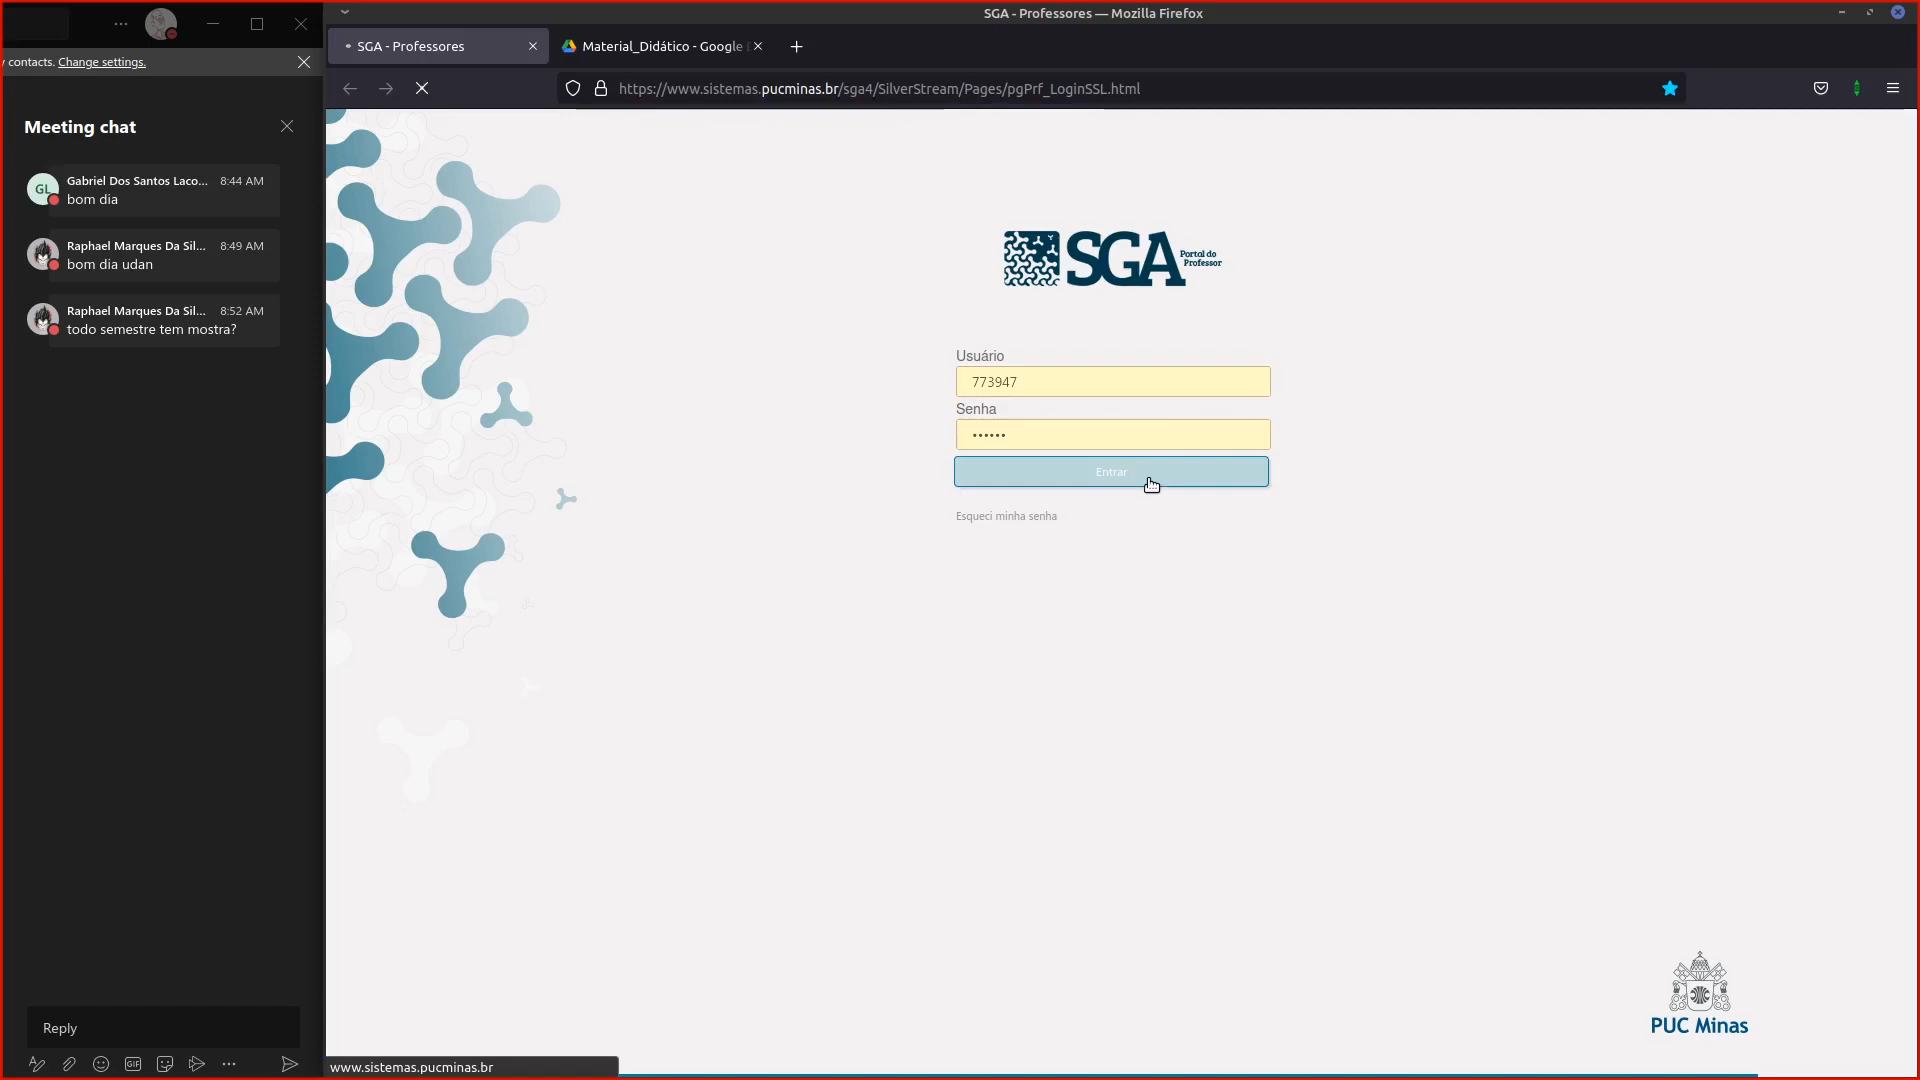 SGA - Professores — Mozilla Firefox
SGA - Professores
Material_Didático - Google
contacts. Change settings.
https://www.sistemas.pucminas.br/sga4/SilverStream/Pages/pgPrf_LoginSSL.html
Meeting chat
GL
Gabriel Dos Santos Laco... 8:44 AM
bom dia
Raphael Marques Da Sil... 8:49 AM
bom dia udan
Raphael Marques Da Sil... 8:52 AM
todo semestre tem mostra?
SGA
Portal do
Professor
Usuário
773947
Senha
••••••
Entrar
Esqueci minha senha
PUC Minas
Reply
GIF
www.sistemas.pucminas.br